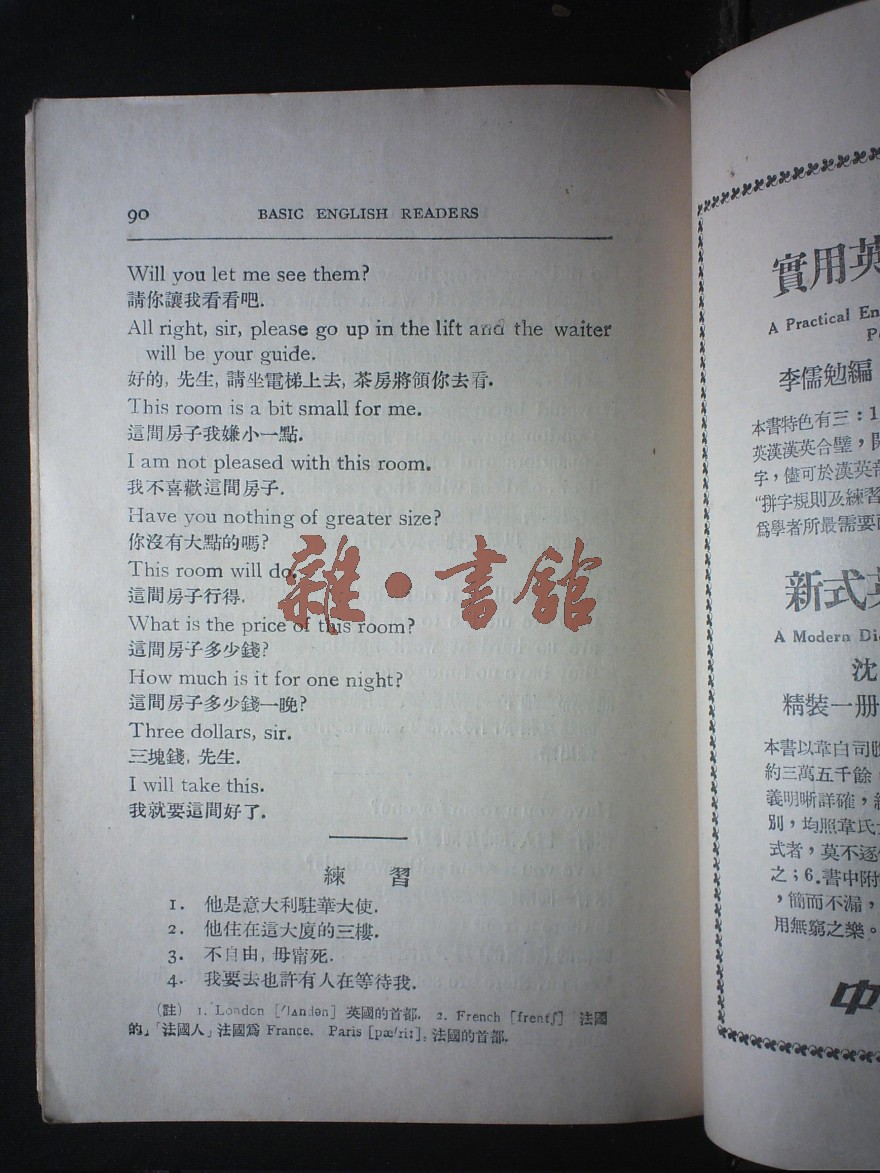 90 BASIC ENGLISH READERS
Will you let me see them?
請你讓我看看吧.
All right, sir, please go up in the lift and the waiter
will be your guide.
好的, 先生, 請坐電梯上去, 茶房將領你去看.
This room is a bit small for me.
這間房子我嫌小一點.
I am not pleased with this room.
我不喜歡這間房子.
Have you nothing of greater size?
你沒有大點的嗎?
This room will do.
這間房子行得.
What is the price of this room?
這間房子多少錢?
How much is it for one night?
這間房子多少錢一晚?
Three dollars, sir.
三塊錢, 先生.
I will take this.
我就要這間好了.
練 習
1. 他是意大利駐華大使.
2. 他住在這大廈的三樓.
3. 不自由, 毋甯死.
4. 我要去也許有人在等待我.
(註) 1. London [ˈlʌndən] 英國的首都. 2. French [frentʃ]「法國
的」「法國人」法國爲 France. Paris [pæˈriː], 法國的首都.
雜·書館
實用英
A Practical En
李儒勉編
本書特色有三：1
英漢漢英合璧，
字，儘可於漢英
“拼字規則及練習
爲學者所最需要
新式英
A Modern Dic
沈
精裝一册
本書以韋白司
約三萬五千餘
義明晰詳確，
別，均照韋氏
式者，莫不逐
之；6.書中附
，簡而不漏，
用無窮之樂。
中